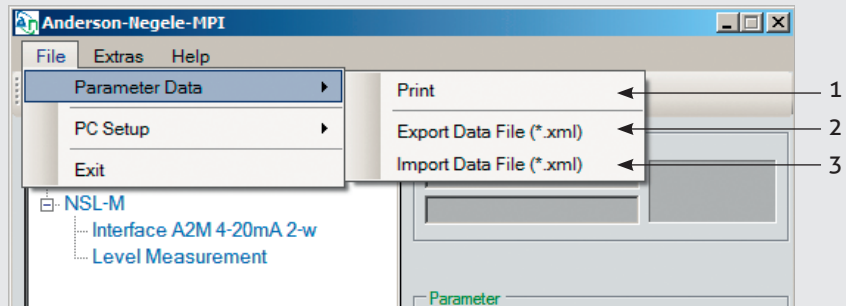 Anderson-Negele-MPI
File Extras Help
Parameter Data
Print
1
PC Setup
Export Data File (*.xml)
2
Exit
Import Data File (*.xml)
3
NSL-M
Interface A2M 4-20mA 2-w
Level Measurement
Parameter